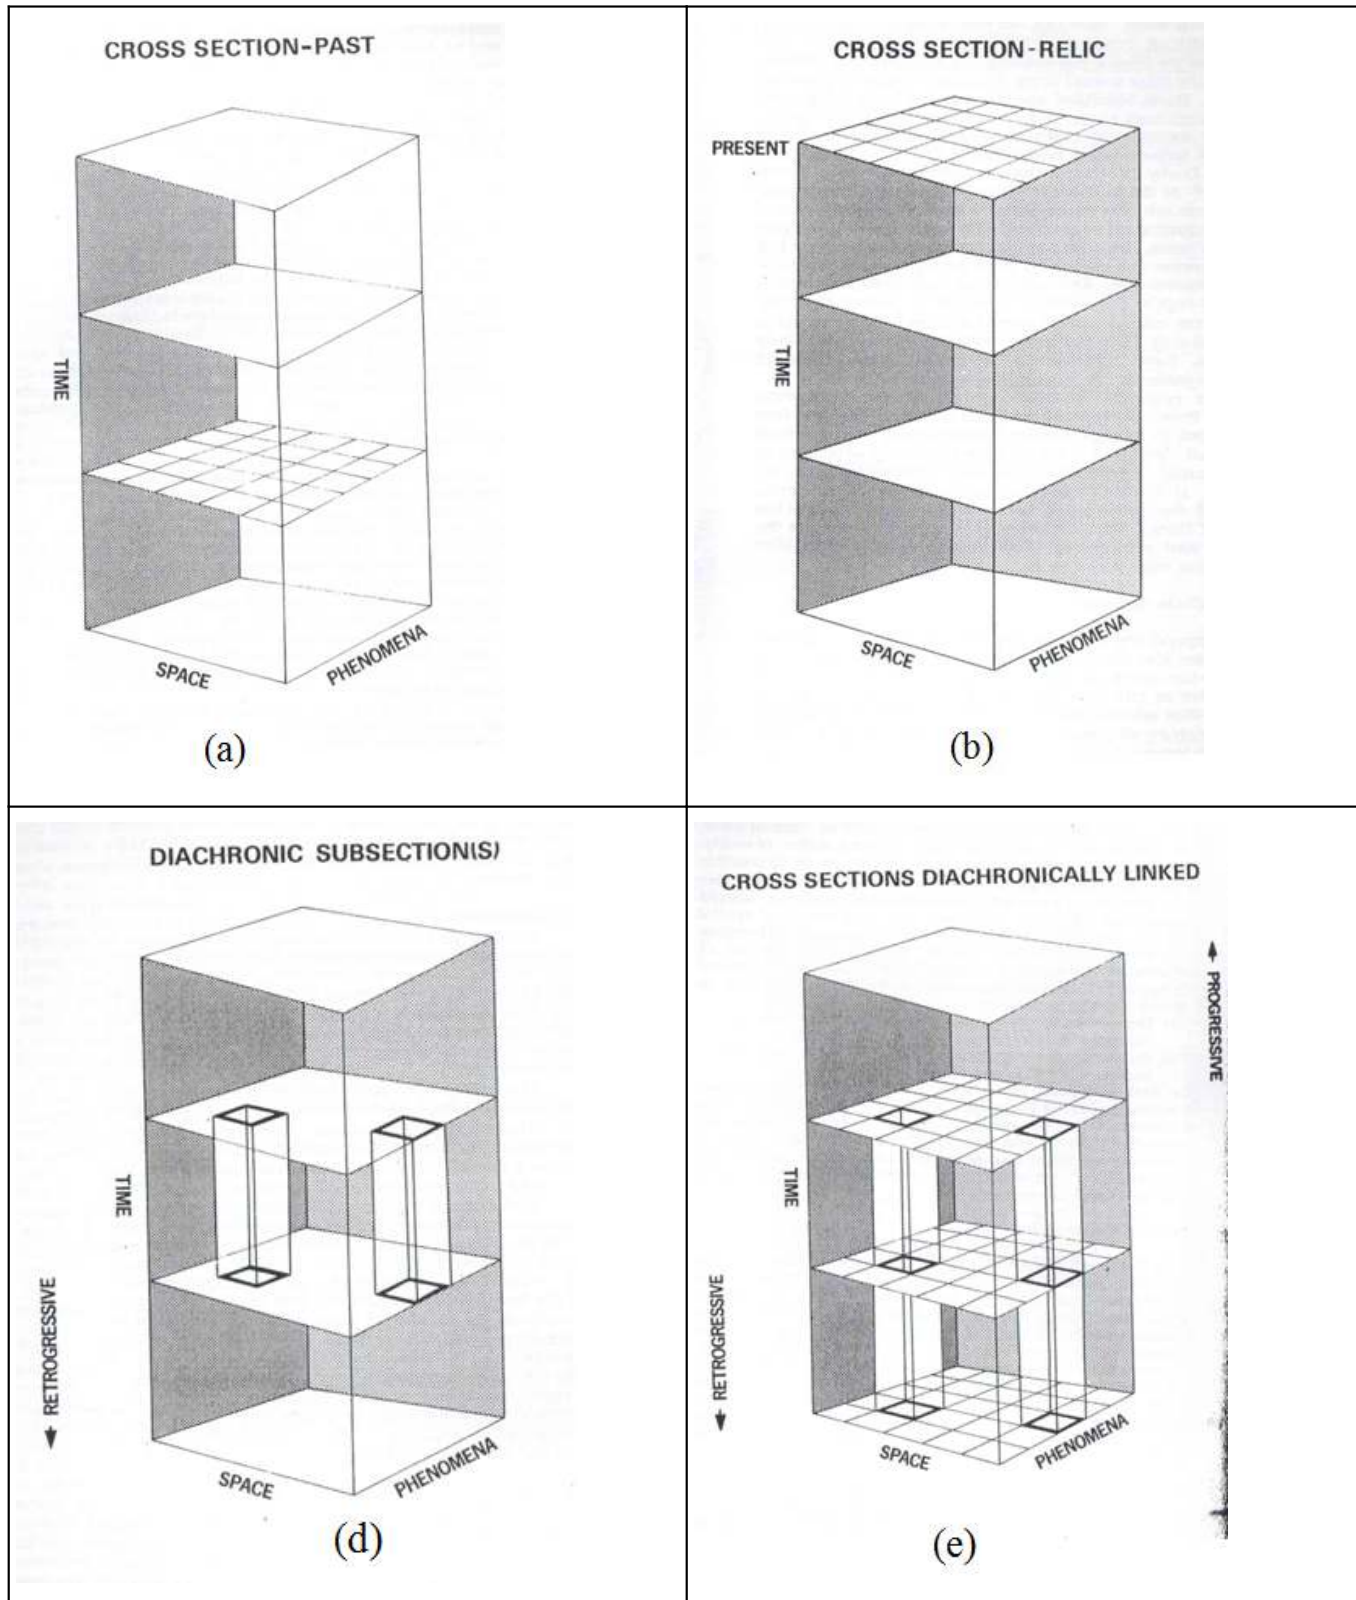 CROSS SECTION-PAST
TIME
SPACE
PHENOMENA
(a)
CROSS SECTION-RELIC
PRESENT
TIME
SPACE
PHENOMENA
(b)
DIACHRONIC SUBSECTION(S)
TIME
RETROGRESSIVE
SPACE
PHENOMENA
(d)
CROSS SECTIONS DIACHRONICALLY LINKED
PROGRESSIVE
TIME
RETROGRESSIVE
SPACE
PHENOMENA
(e)